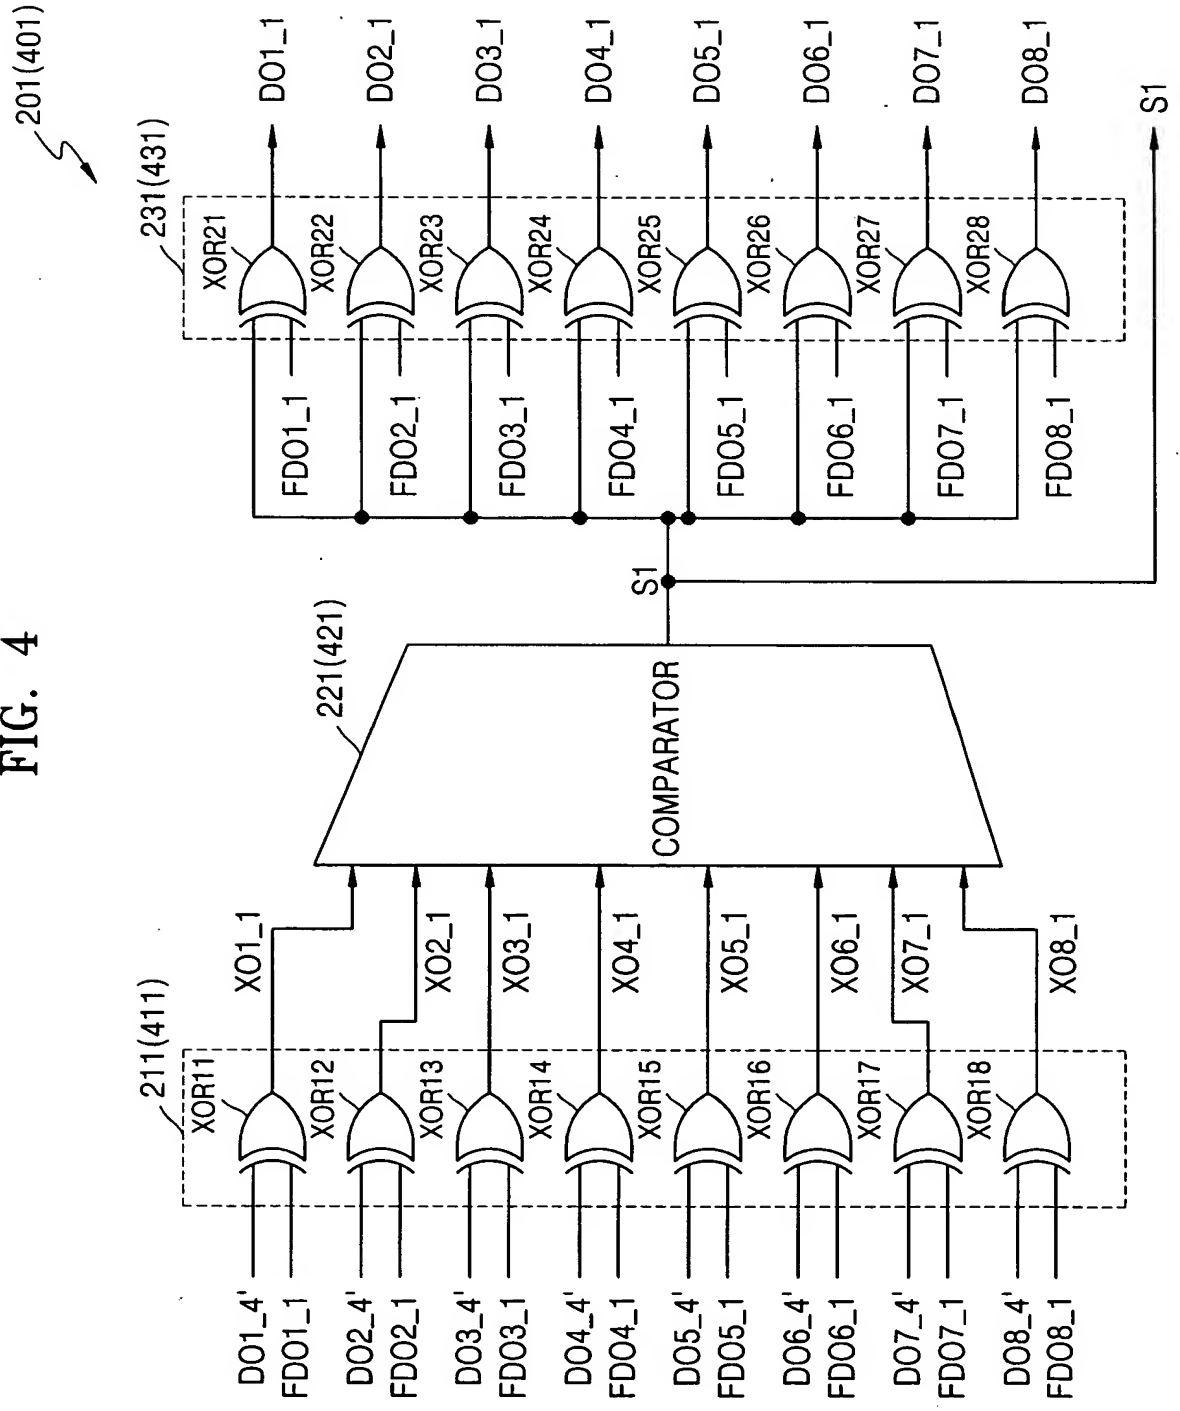 FIG. 4
201(401)
211(411)
221(421)
231(431)
DO1_4'
FDO1_1
XOR11
XO1_1
DO2_4'
FDO2_1
XOR12
XO2_1
DO3_4'
FDO3_1
XOR13
XO3_1
DO4_4'
FDO4_1
XOR14
XO4_1
DO5_4'
FDO5_1
XOR15
XO5_1
DO6_4'
FDO6_1
XOR16
XO6_1
DO7_4'
FDO7_1
XOR17
XO7_1
DO8_4'
FDO8_1
XOR18
XO8_1
COMPARATOR
S1
FDO1_1
XOR21
DO1_1
FDO2_1
XOR22
DO2_1
FDO3_1
XOR23
DO3_1
FDO4_1
XOR24
DO4_1
FDO5_1
XOR25
DO5_1
FDO6_1
XOR26
DO6_1
FDO7_1
XOR27
DO7_1
FDO8_1
XOR28
DO8_1
S1